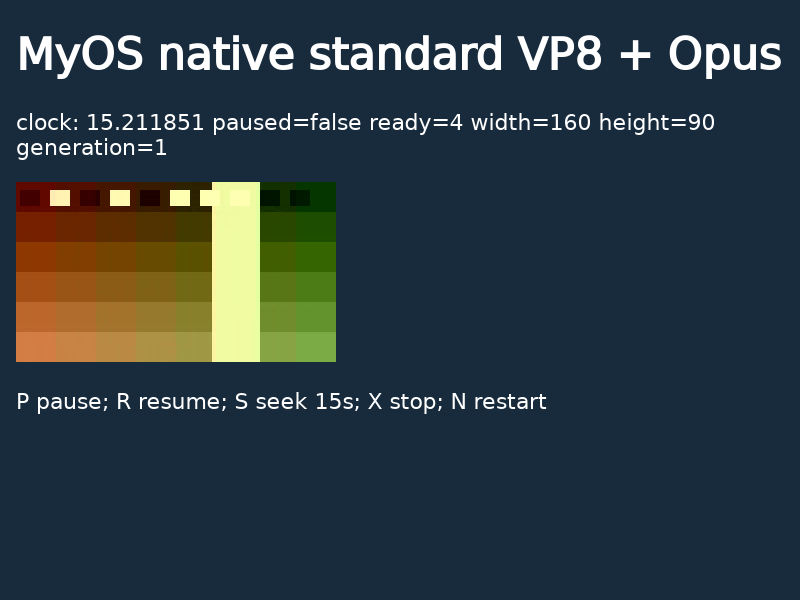 MyOS native standard VP8 + Opus
clock: 15.211851 paused=false ready=4 width=160 height=90
generation=1
P pause; R resume; S seek 15s; X stop; N restart